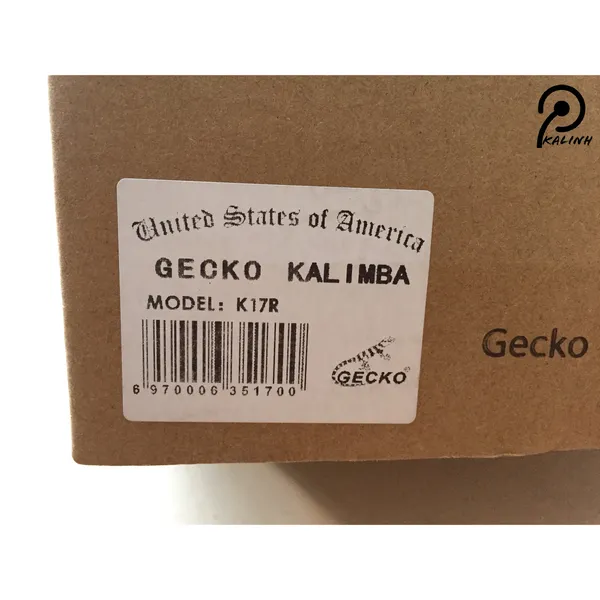 KALINH
United States of America
GECKO KALIMBA
MODEL: K17R
6 970006 351700
GECKO®
Gecko